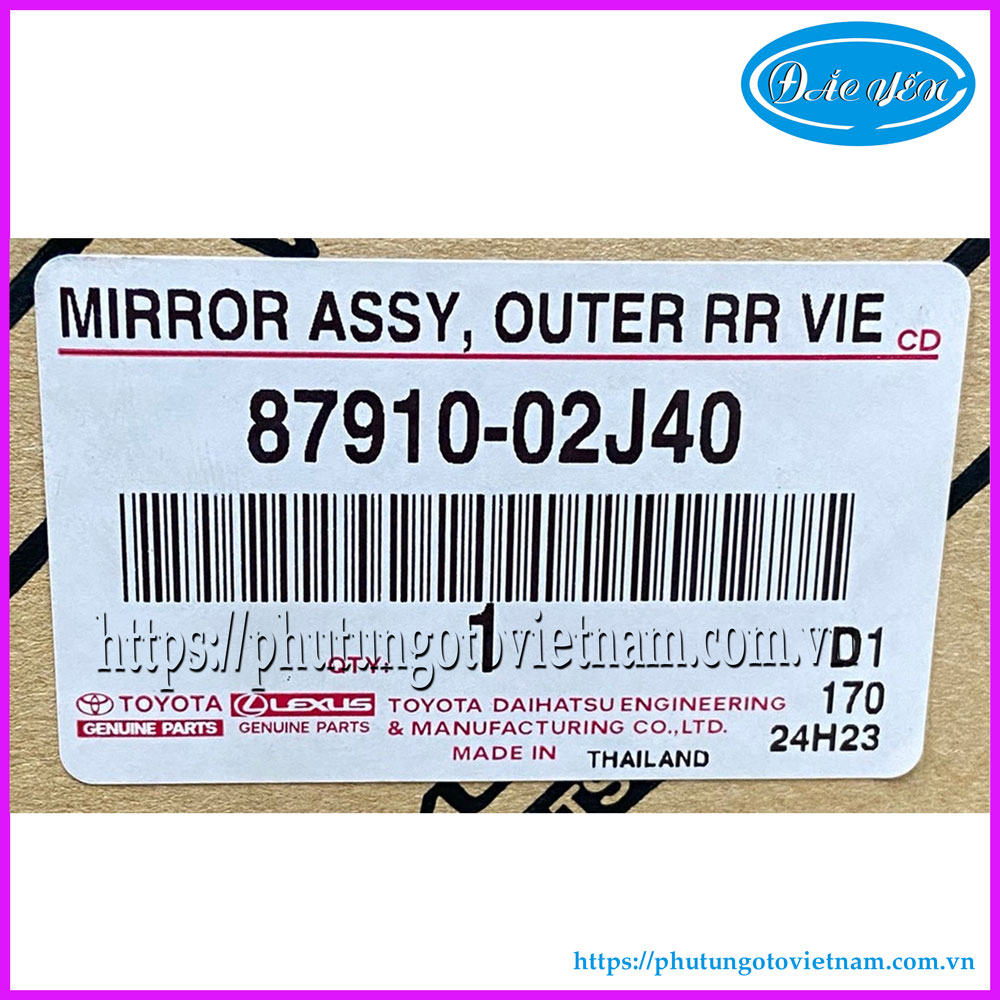 ĐẮC YẾN
MIRROR ASSY, OUTER RR VIE CD
87910-02J40
https://phutungotovietnam.com.vn
QTY: 1 D1
TOYOTA LEXUS TOYOTA DAIHATSU ENGINEERING 170
GENUINE PARTS GENUINE PARTS & MANUFACTURING CO., LTD. 24H23
MADE IN THAILAND
https://phutungotovietnam.com.vn